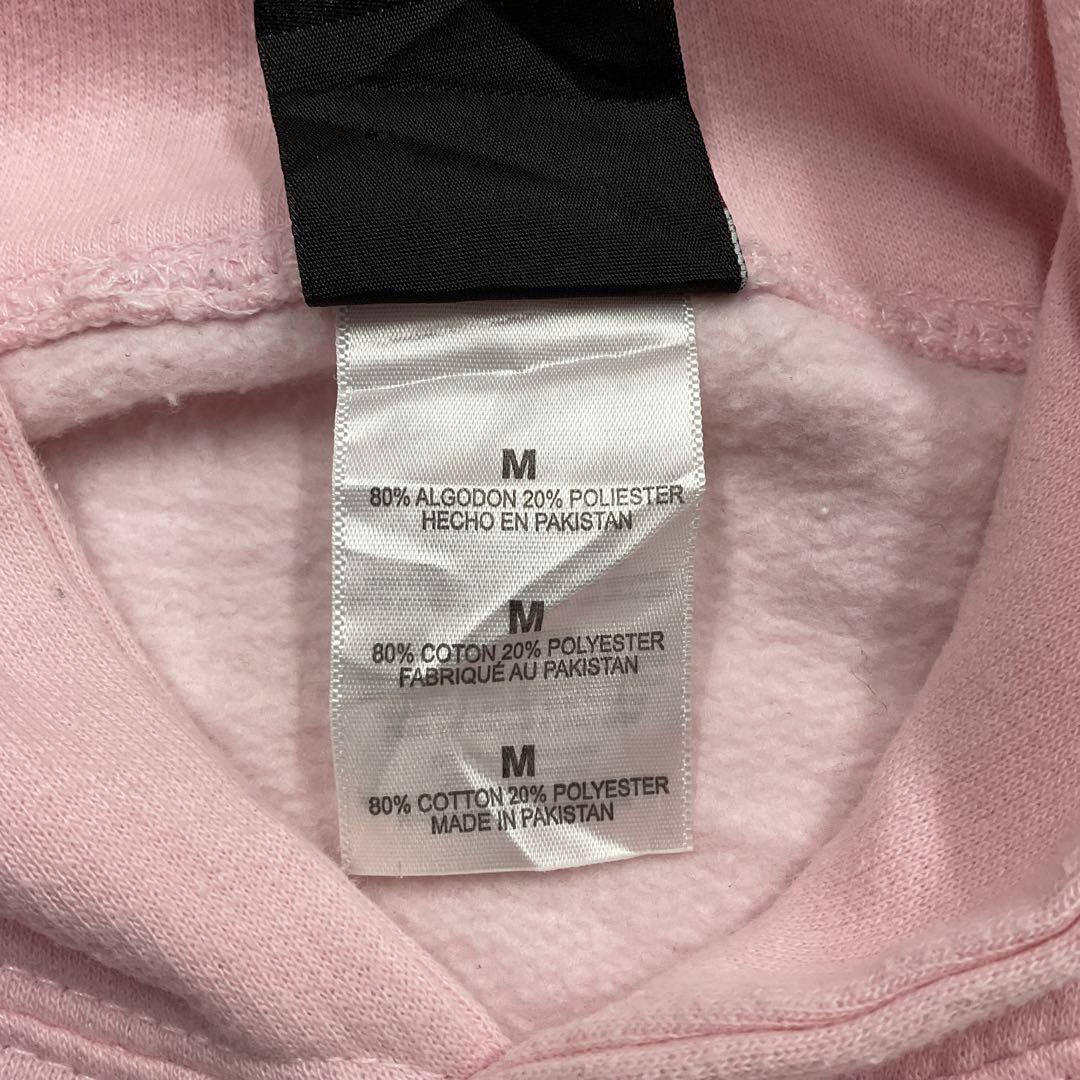 M
80% ALGODON 20% POLIESTER
HECHO EN PAKISTAN
M
80% COTON 20% POLYESTER
FABRIQUÉ AU PAKISTAN
M
80% COTTON 20% POLYESTER
MADE IN PAKISTAN